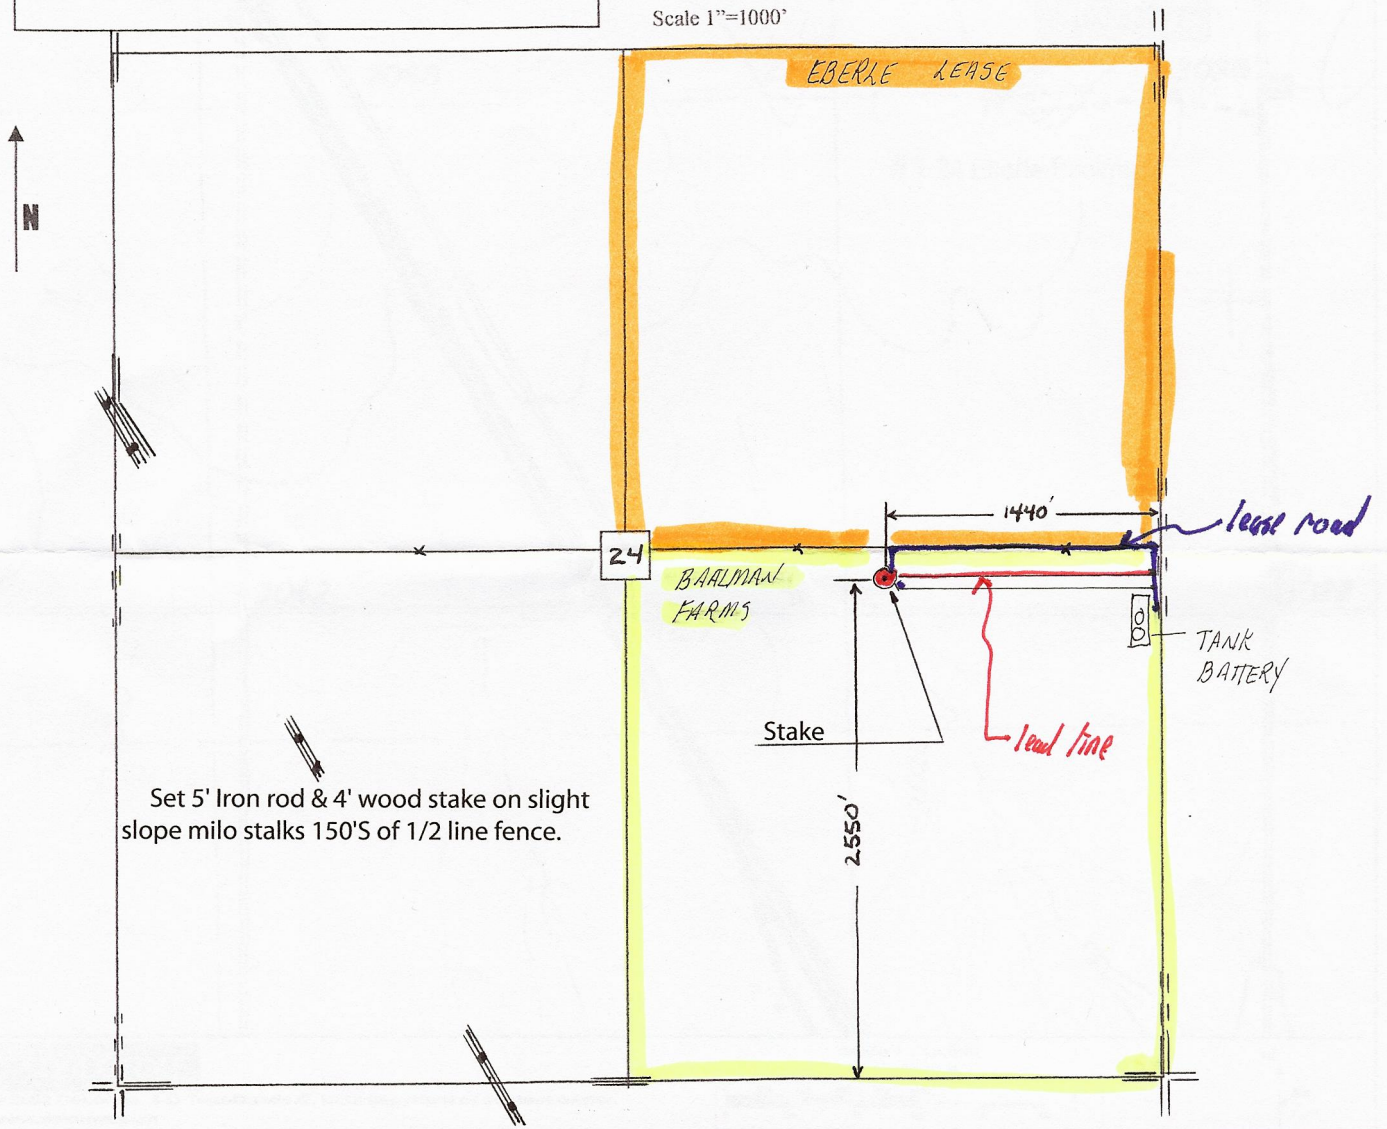 Scale 1"=1000'
EBERLE LEASE
N
1440'
lease road
24
BAALMAN
FARMS
TANK
BATTERY
Stake
lead line
Set 5' Iron rod & 4' wood stake on slight
slope milo stalks 150'S of 1/2 line fence.
2550'